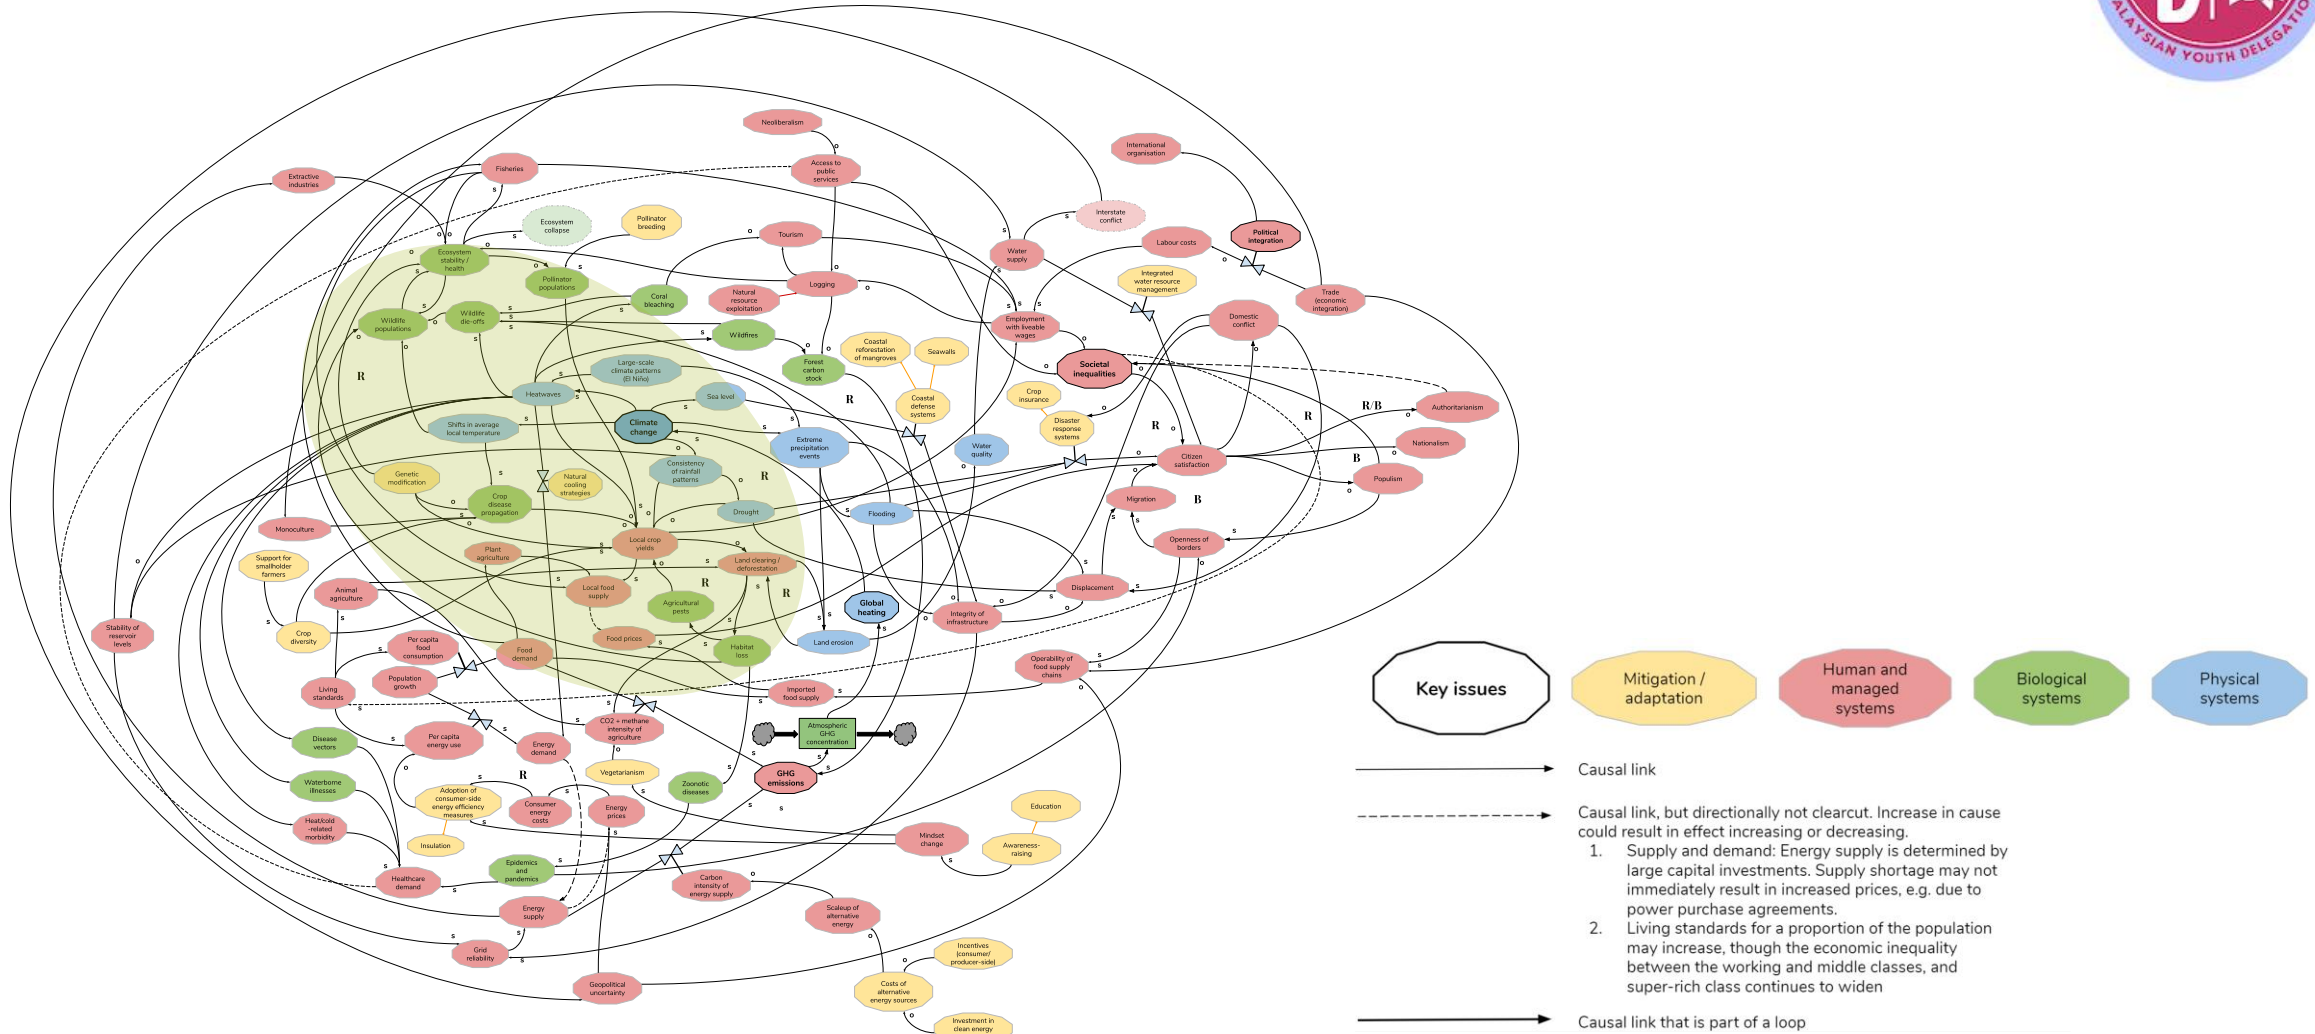 ALAYSIAN YOUTH DELEGATIO
Neoliberalism
International
organisation
Access to
public
services
Fisheries
Extractive
industries
Interstate
conflict
Ecosystem
collapse
Pollinator
breeding
Tourism
Political
integration
Labour costs
Water
supply
Ecosystem
stability /
health
Pollinator
populations
Integrated
water resource
management
Logging
Natural
resource
exploitation
Coral
bleaching
Trade
(economic
integration)
Wildlife
populations
Wildlife
die-offs
Employment
with liveable
wages
Domestic
conflict
Wildfires
Coastal
reforestation
of mangroves
Seawalls
Forest
carbon
stock
Large-scale
climate patterns
(El Niño)
Societal
inequalities
R
Heatwaves
Sea level
R
Crop
insurance
Coastal
defense
systems
R/B
Authoritarianism
R
Shifts in average
local temperature
Climate
change
Disaster
response
systems
R
Extreme
precipitation
events
Water
quality
Nationalism
Citizen
satisfaction
B
Consistency
of rainfall
patterns
R
Genetic
modification
Natural
cooling
strategies
Populism
Crop
disease
propagation
Migration
B
Drought
Flooding
Monoculture
Local crop
yields
Openness of
borders
Plant
agriculture
Land clearing /
deforestation
Support for
smallholder
farmers
R
Displacement
Animal
agriculture
Local food
supply
R
Agricultural
pests
Global
heating
Integrity of
infrastructure
Stability of
reservoir
levels
Crop
diversity
Food prices
Land erosion
Per capita
food
consumption
Food
demand
Habitat
loss
Operability of
food supply
chains
Population
growth
Living
standards
Imported
food supply
CO2 + methane
intensity of
agriculture
Atmospheric
GHG
concentration
Disease
vectors
Per capita
energy use
Energy
demand
Vegetarianism
GHG
emissions
R
Waterborne
illnesses
Zoonotic
diseases
Adoption of
consumer-side
energy efficiency
measures
Consumer
energy
costs
Energy
prices
Education
Heat/cold
-related
morbidity
Insulation
Mindset
change
Awareness-
raising
Epidemics
and
pandemics
Healthcare
demand
Carbon
intensity of
energy supply
Energy
supply
Scaleup of
alternative
energy
Grid
reliability
Incentives
(consumer/
producer-side)
Geopolitical
uncertainty
Costs of
alternative
energy sources
Investment in
clean energy
Key issues
Mitigation /
adaptation
Human and
managed
systems
Biological
systems
Physical
systems
Causal link
Causal link, but directionally not clearcut. Increase in cause
could result in effect increasing or decreasing.
1. Supply and demand: Energy supply is determined by
large capital investments. Supply shortage may not
immediately result in increased prices, e.g. due to
power purchase agreements.
2. Living standards for a proportion of the population
may increase, though the economic inequality
between the working and middle classes, and
super-rich class continues to widen
Causal link that is part of a loop